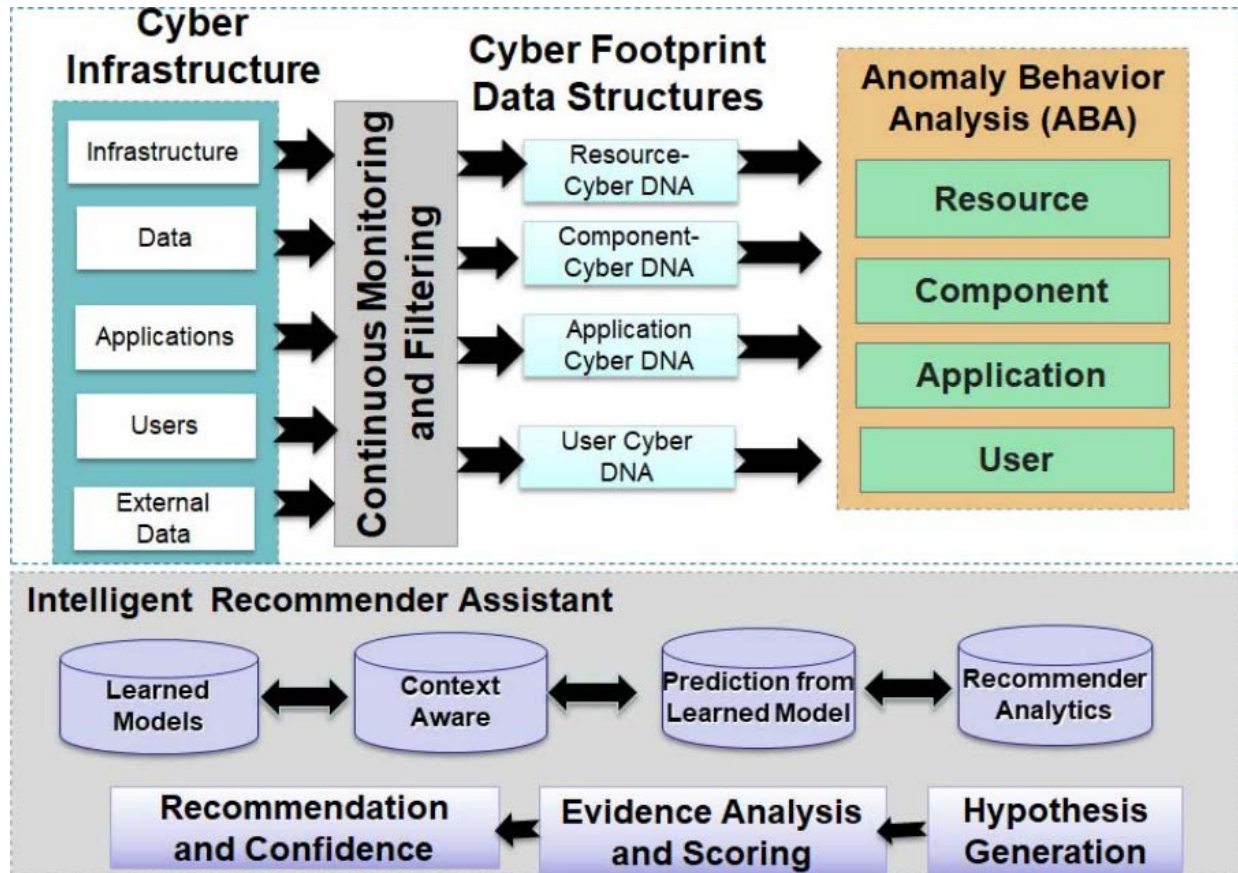 Cyber
Infrastructure
Infrastructure
Data
Applications
Users
External
Data
Continuous Monitoring
and Filtering
Cyber Footprint
Data Structures
Resource-
Cyber DNA
Component-
Cyber DNA
Application
Cyber DNA
User Cyber
DNA
Anomaly Behavior
Analysis (ABA)
Resource
Component
Application
User
Intelligent Recommender Assistant
Learned
Models
Context
Aware
Prediction from
Learned Model
Recommender
Analytics
Recommendation
and Confidence
Evidence Analysis
and Scoring
Hypothesis
Generation